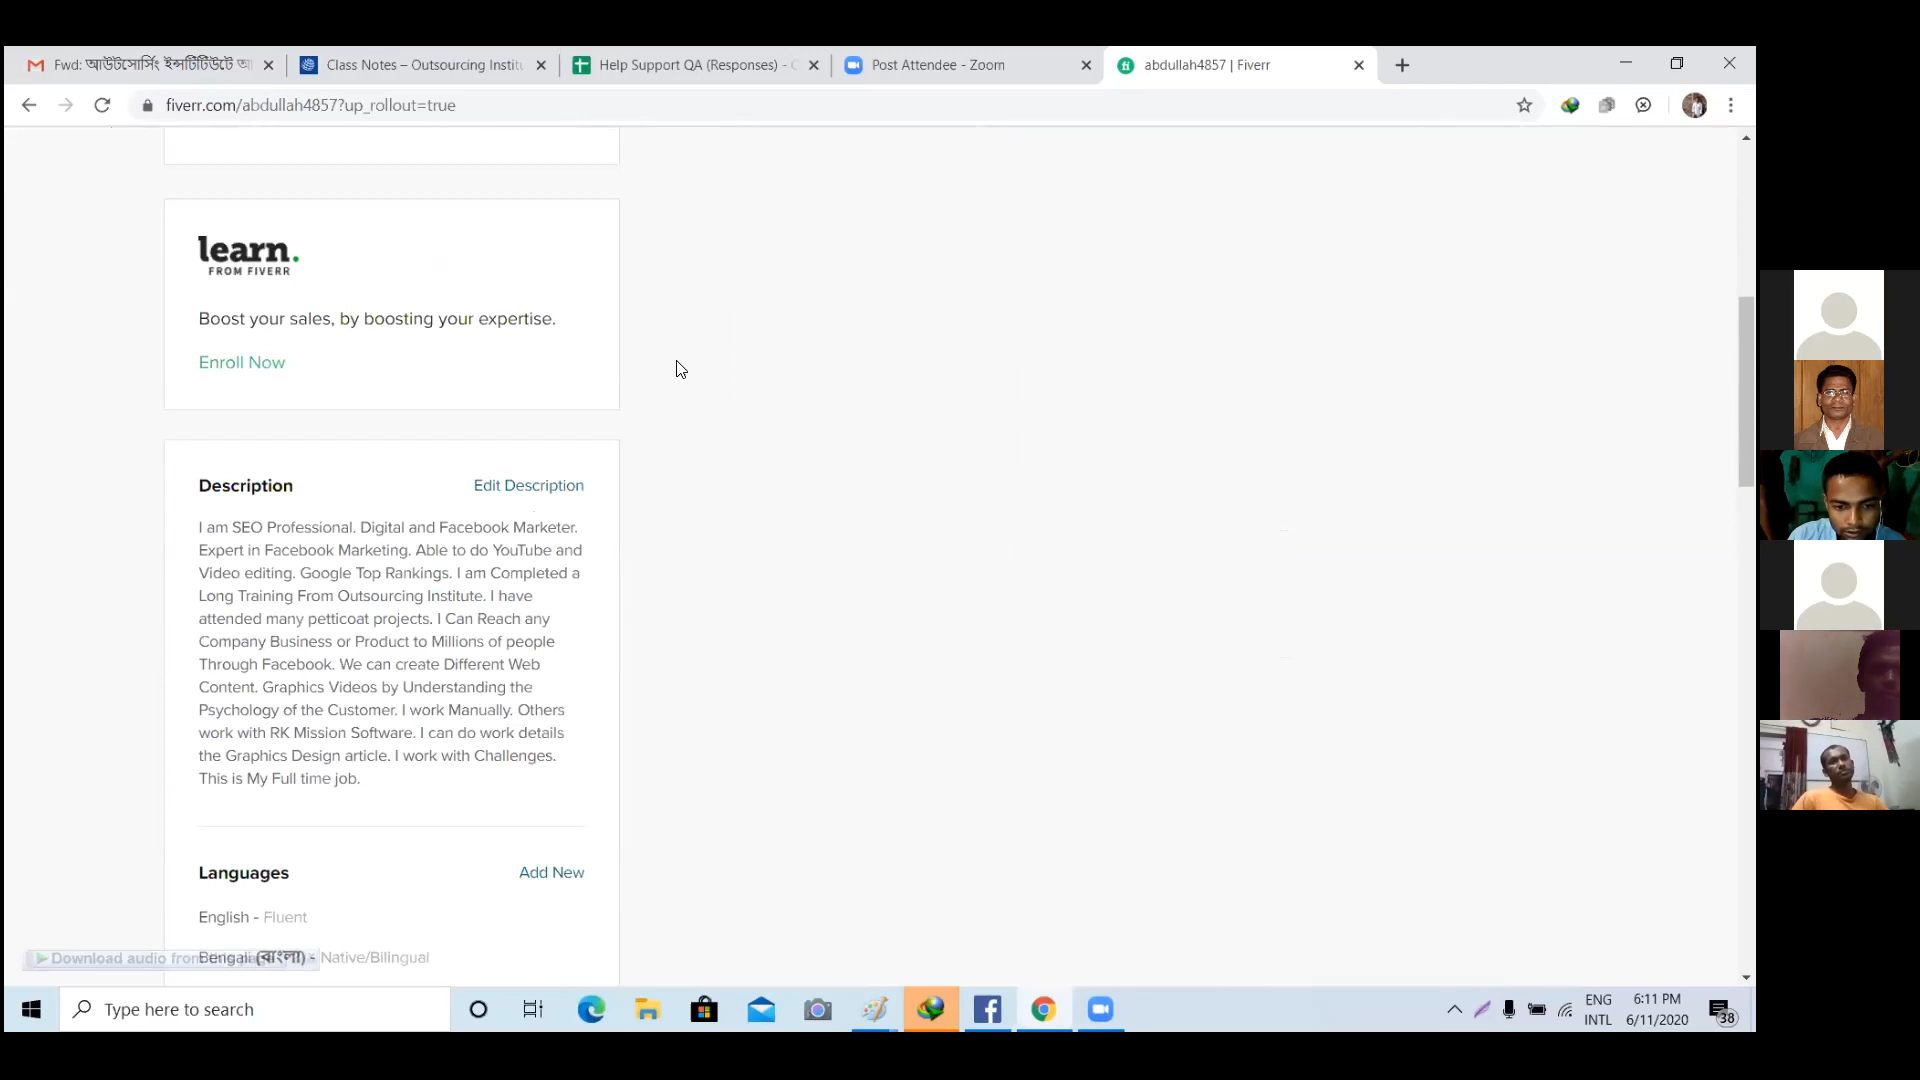 Fwd: আউটসোর্সিং ইন্সটিটিউটে
Class Notes – Outsourcing Instit
Help Support QA (Responses) -
Post Attendee - Zoom
abdullah4857 | Fiverr
fiverr.com/abdullah4857?up_rollout=true
learn.
FROM FIVERR
Boost your sales, by boosting your expertise.
Enroll Now
Description
Edit Description
I am SEO Professional. Digital and Facebook Marketer.
Expert in Facebook Marketing. Able to do YouTube and
Video editing. Google Top Rankings. I am Completed a
Long Training From Outsourcing Institute. I have
attended many petticoat projects. I Can Reach any
Company Business or Product to Millions of people
Through Facebook. We can create Different Web
Content. Graphics Videos by Understanding the
Psychology of the Customer. I work Manually. Others
work with RK Mission Software. I can do work details
the Graphics Design article. I work with Challenges.
This is My Full time job.
Languages
Add New
English - Fluent
Download audio from
Bengali (বাংলা) - Native/Bilingual
Type here to search
ENG
INTL
6:11 PM
6/11/2020
38